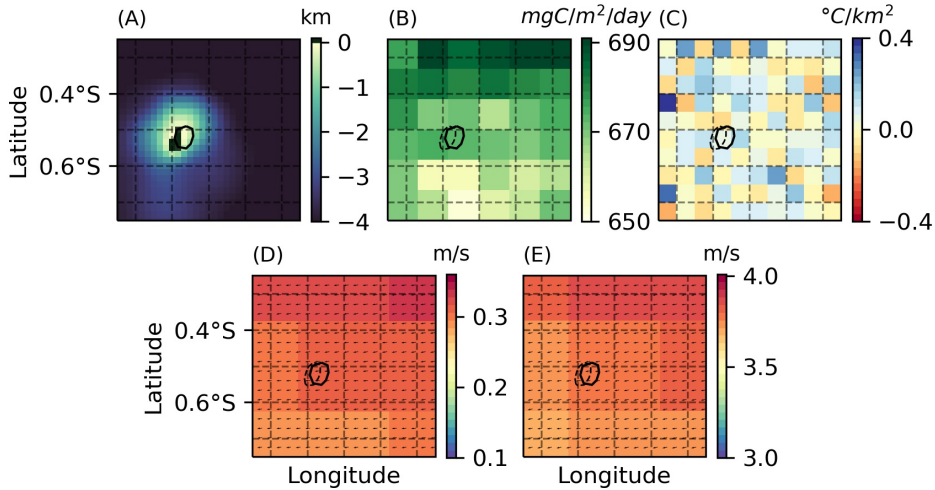 (A) km
(B) mgC/m²/day
(C) °C/km²
0
−1
−2
−3
−4
690
670
650
0.4
0.0
−0.4
Latitude
0.4°S
0.6°S
(D) m/s
(E) m/s
0.3
0.2
0.1
4.0
3.5
3.0
Latitude
0.4°S
0.6°S
Longitude
Longitude